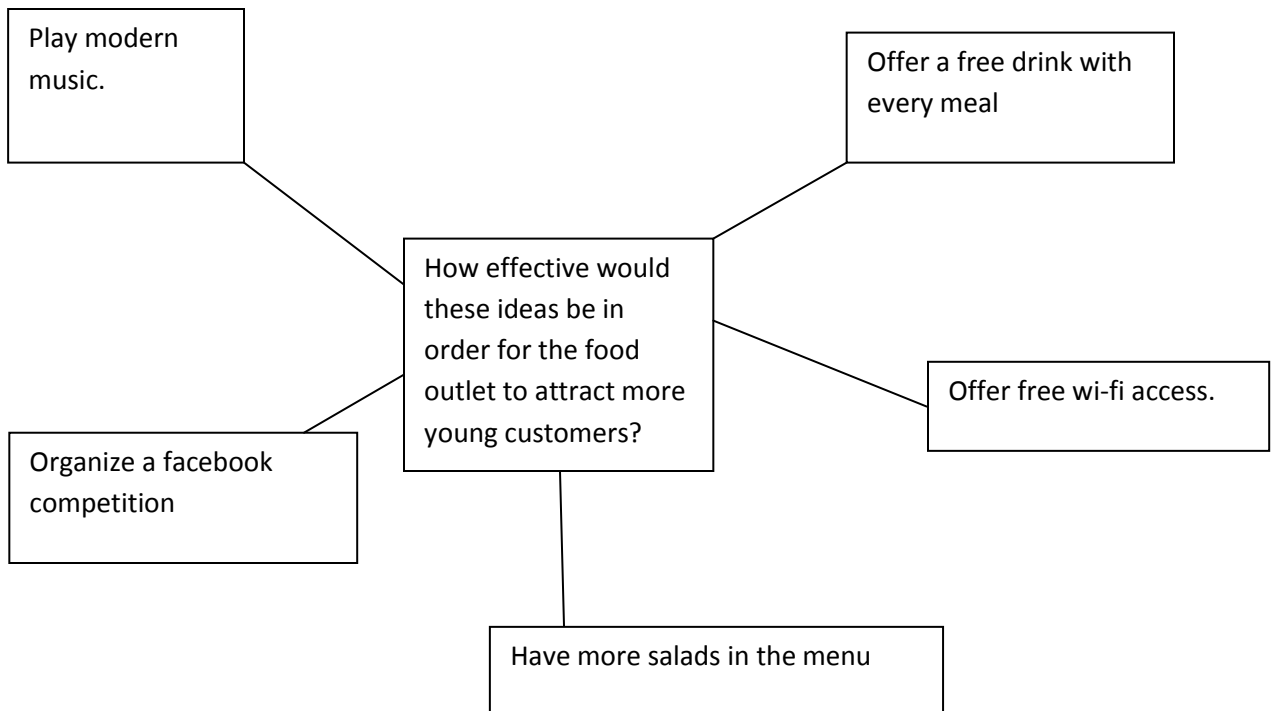 Play modern
music.
Offer a free drink with
every meal
How effective would
these ideas be in
order for the food
outlet to attract more
young customers?
Offer free wi-fi access.
Organize a facebook
competition
Have more salads in the menu